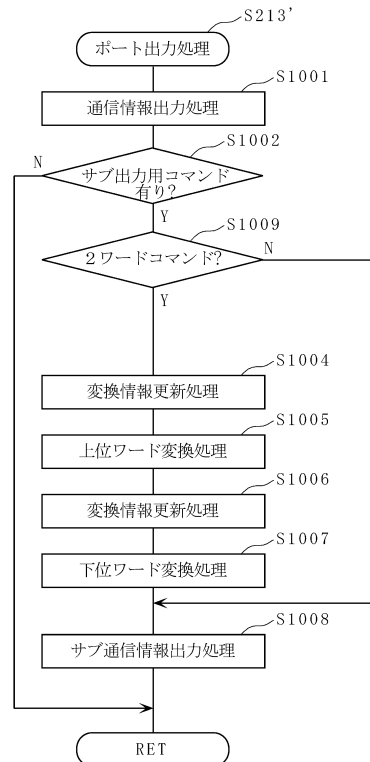 S213'
ポート出力処理
S1001
通信情報出力処理
S1002
N
サブ出力用コマンド
有り?
Y
S1009
N
２ワードコマンド?
Y
S1004
変換情報更新処理
S1005
上位ワード変換処理
S1006
変換情報更新処理
S1007
下位ワード変換処理
S1008
サブ通信情報出力処理
RET